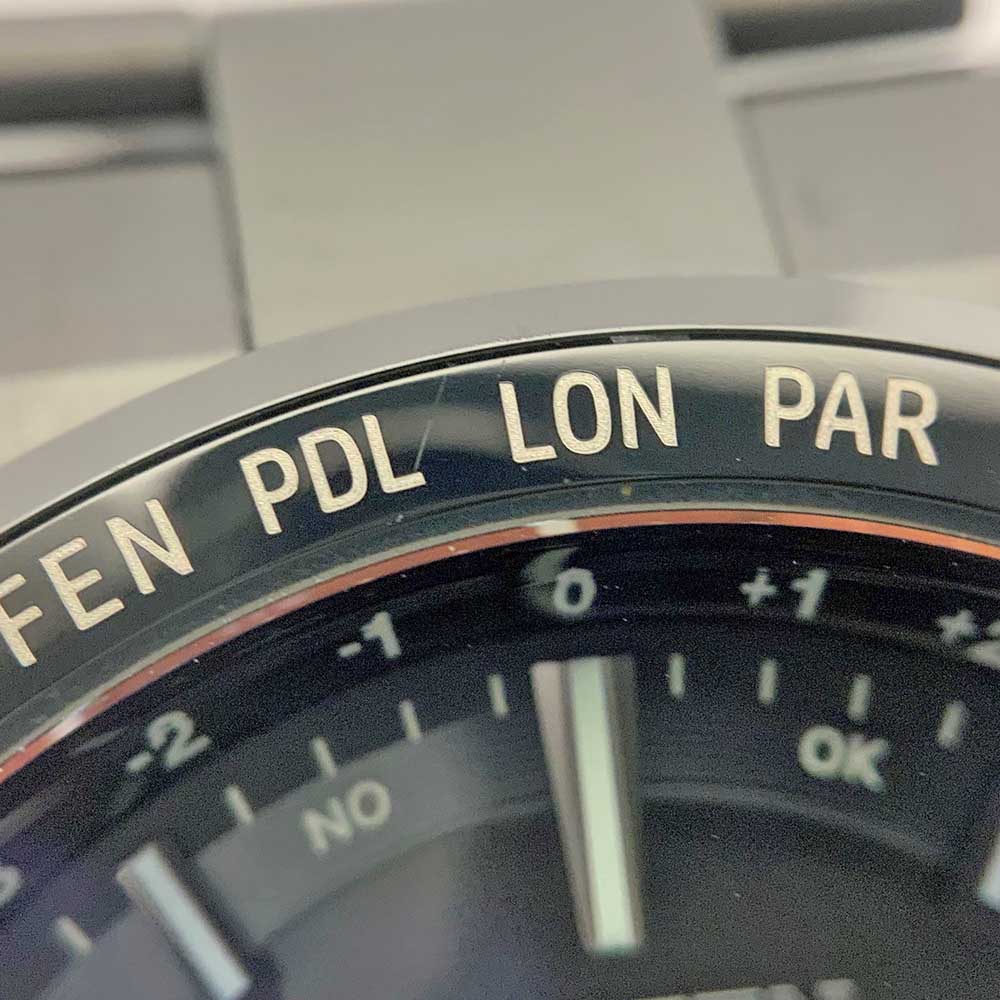 FEN PDL LON PAR
-2 -1 0 +1
NO OK